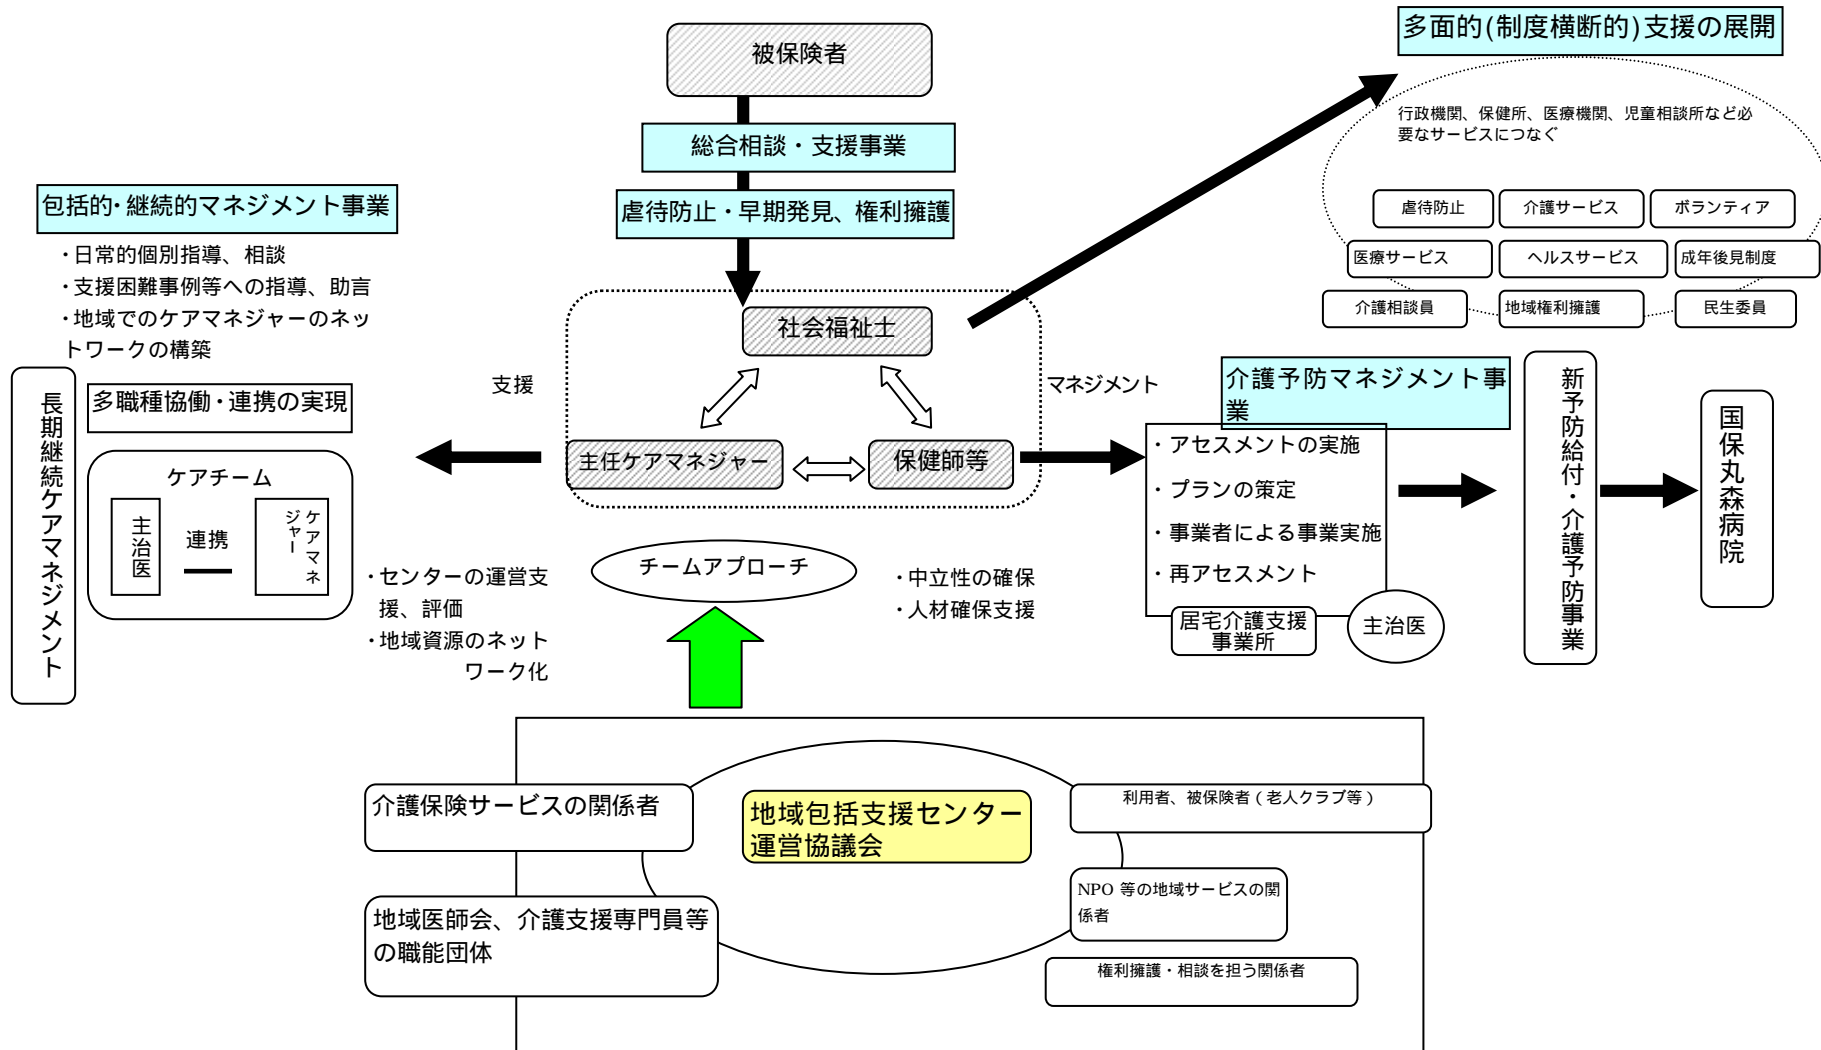 被保険者
総合相談・支援事業
虐待防止・早期発見、権利擁護
多面的(制度横断的)支援の展開
行政機関、保健所、医療機関、児童相談所など必
要なサービスにつなぐ
虐待防止
介護サービス
ボランティア
医療サービス
ヘルスサービス
成年後見制度
介護相談員
地域権利擁護
民生委員
包括的・継続的マネジメント事業
・日常的個別指導、相談
・支援困難事例等への指導、助言
・地域でのケアマネジャーのネッ
トワークの構築
長期継続ケアマネジメント
多職種協働・連携の実現
ケアチーム
主治医
連携
ケアマネ
ジャー
支援
社会福祉士
主任ケアマネジャー
保健師等
マネジメント
チームアプローチ
・センターの運営支
援、評価
・地域資源のネット
ワーク化
・中立性の確保
・人材確保支援
介護予防マネジメント事
業
・アセスメントの実施
・プランの策定
・事業者による事業実施
・再アセスメント
居宅介護支援
事業所
主治医
新予防給付・介護予防事業
国保丸森病院
介護保険サービスの関係者
地域包括支援センター
運営協議会
利用者、被保険者(老人クラブ等)
NPO 等の地域サービスの関
係者
地域医師会、介護支援専門員等
の職能団体
権利擁護・相談を担う関係者